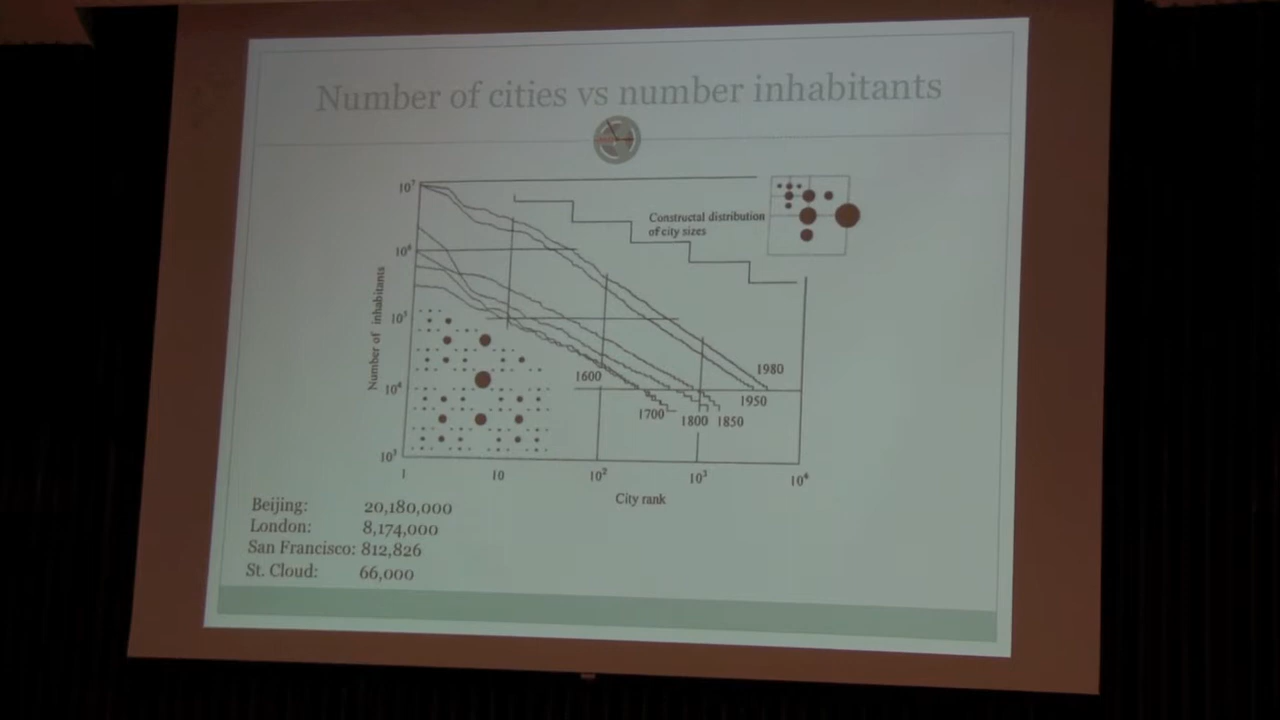 Number of cities vs number inhabitants
10⁷
Constructal distribution
of city sizes
10⁶
Number of inhabitants
10⁵
1600
1980
10⁴
1950
1700
1800
1850
10³
1
10
10²
10³
10⁴
City rank
Beijing: 20,180,000
London: 8,174,000
San Francisco: 812,826
St. Cloud: 66,000